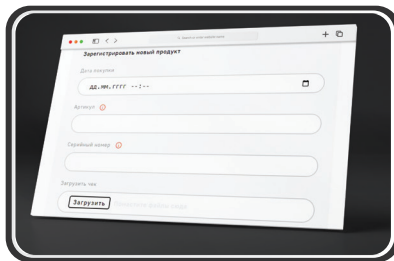 Зарегистрировать новый продукт
Дата покупки
ДД.ММ.ГГГГ --:--
Артикул
Серийный номер
Загрузить чек
Загрузить